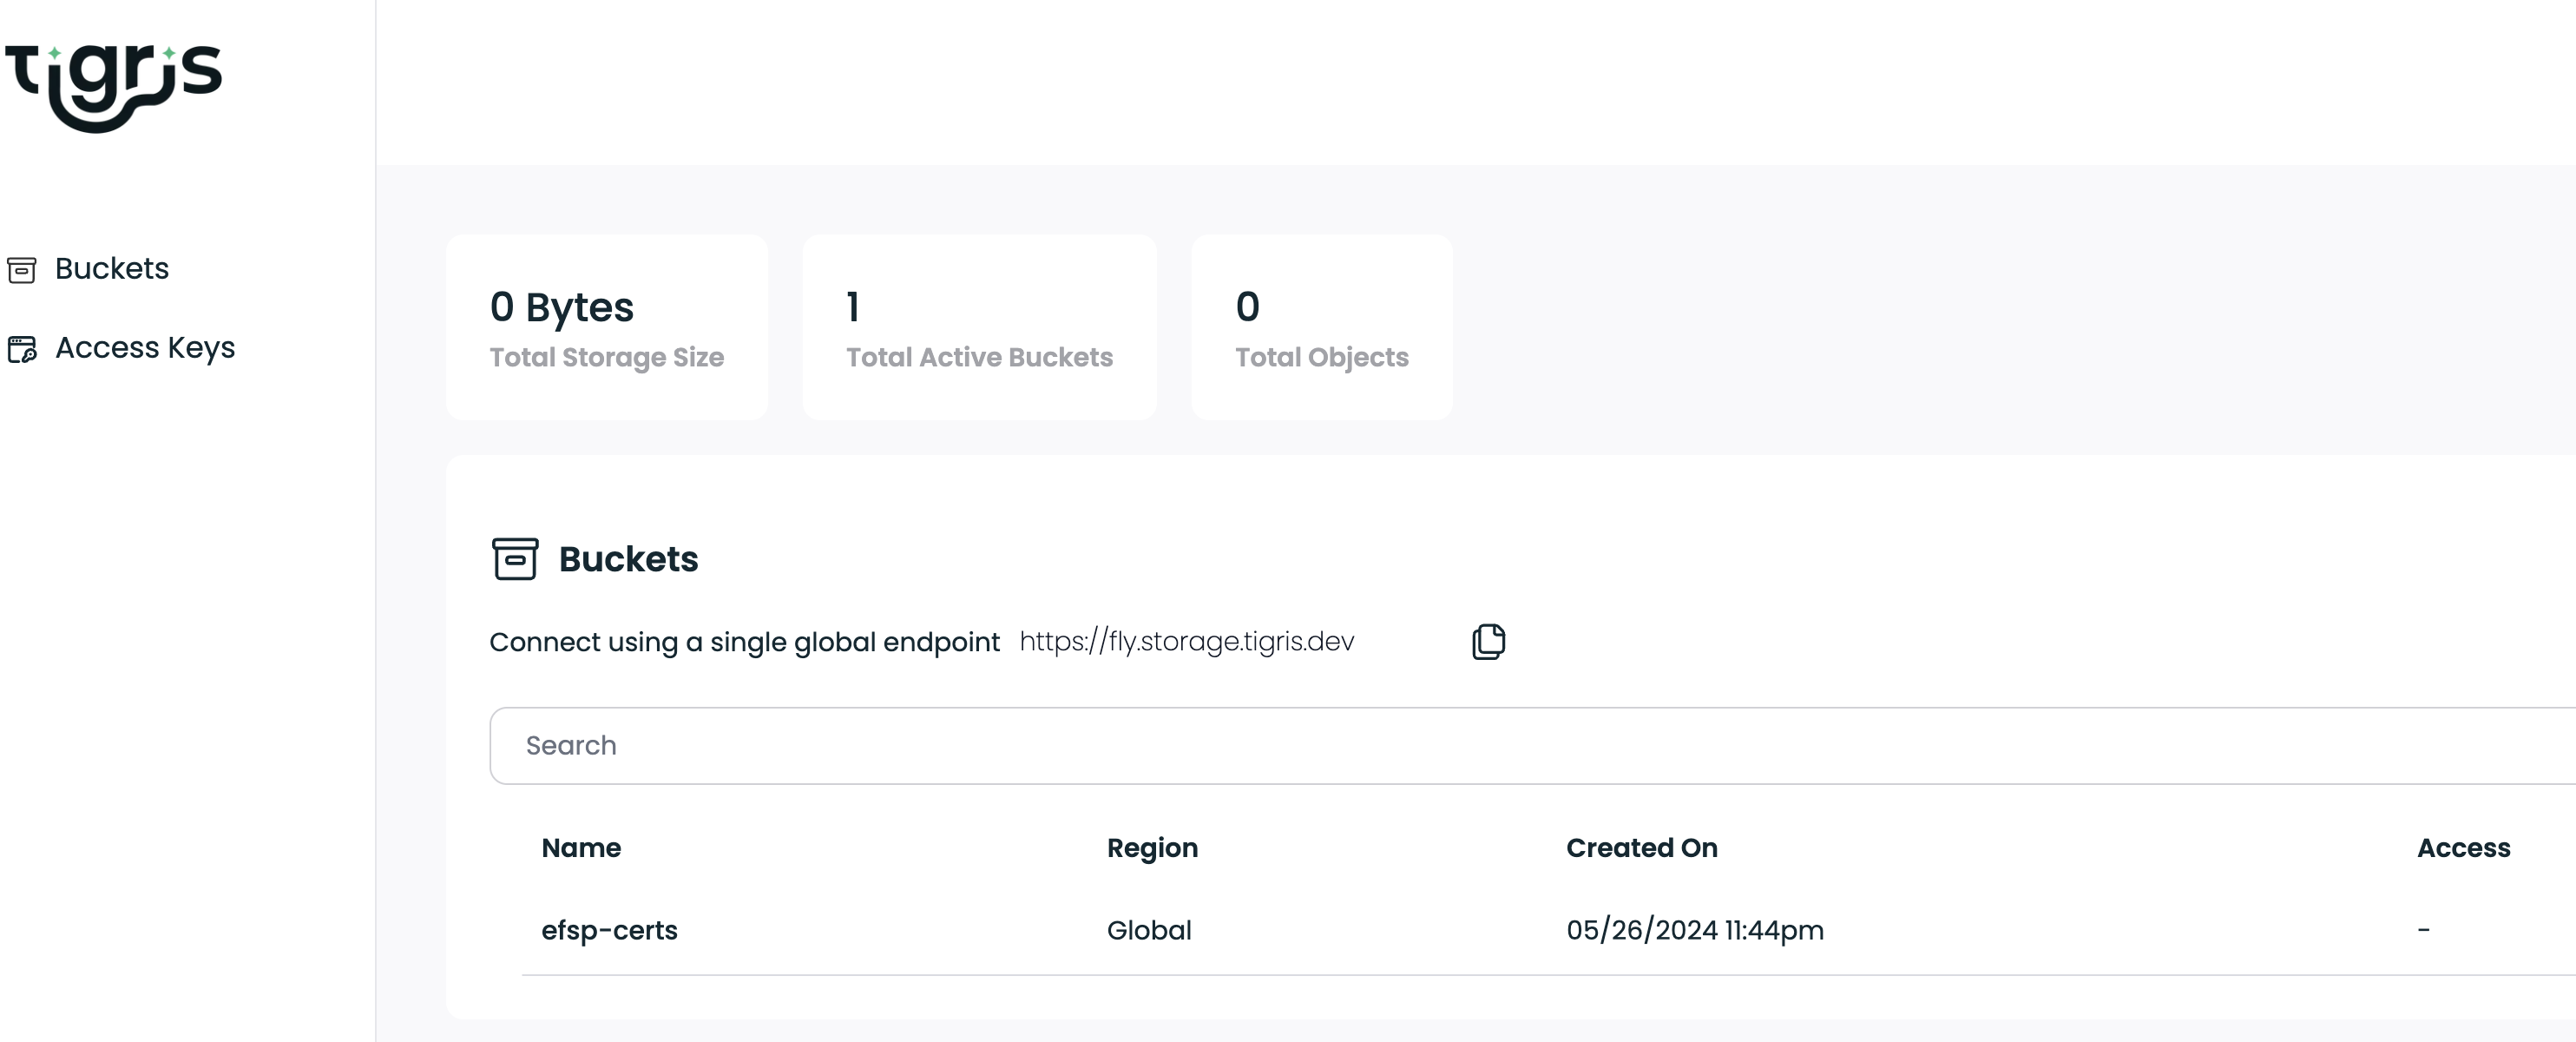 tigris
Buckets
Access Keys
0 Bytes
Total Storage Size
1
Total Active Buckets
0
Total Objects
Buckets
Connect using a single global endpoint https://fly.storage.tigris.dev
Search
Name Region Created On Access
efsp-certs Global 05/26/2024 11:44pm -